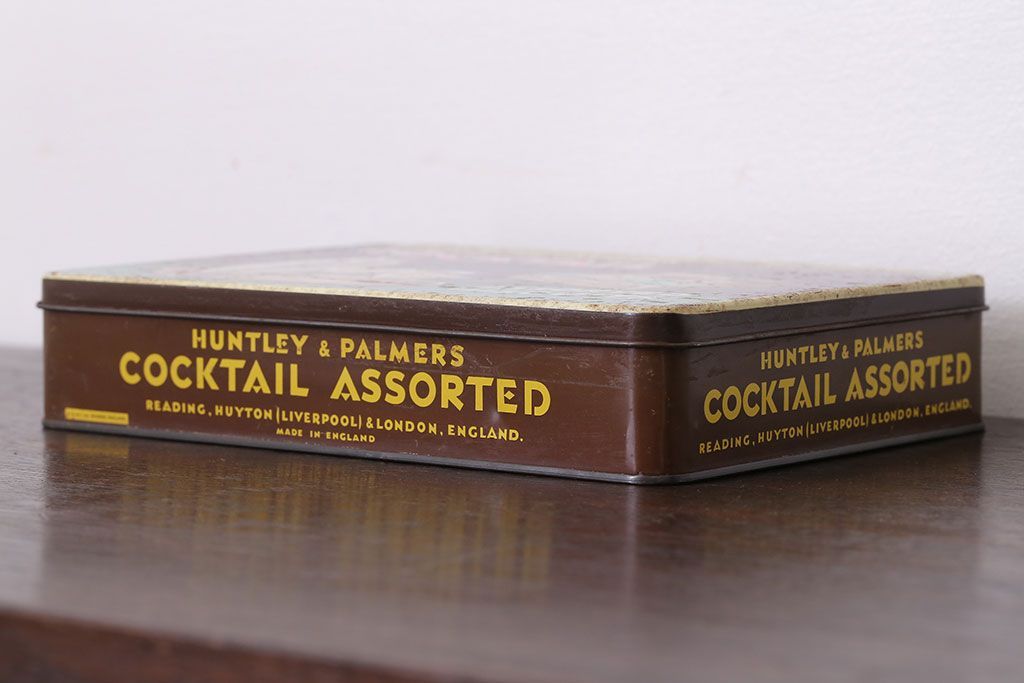 HUNTLEY & PALMERS
COCKTAIL ASSORTED
READING, HUYTON (LIVERPOOL) & LONDON, ENGLAND.
MADE IN ENGLAND
HUNTLEY & PALMERS
COCKTAIL ASSORTED
READING, HUYTON (LIVERPOOL) & LONDON, ENGLAND.